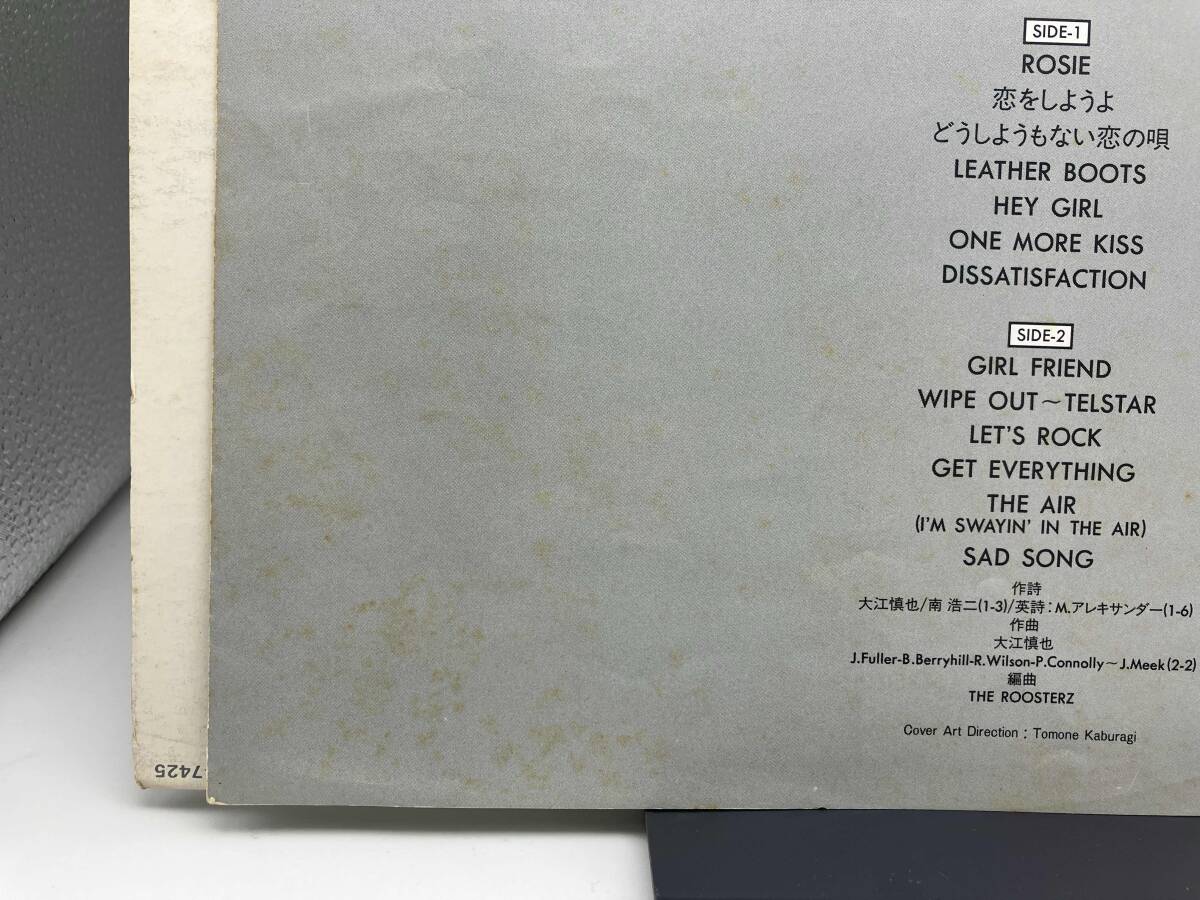 SIDE-1
ROSIE
恋をしようよ
どうしようもない恋の唄
LEATHER BOOTS
HEY GIRL
ONE MORE KISS
DISSATISFACTION
SIDE-2
GIRL FRIEND
WIPE OUT~TELSTAR
LET'S ROCK
GET EVERYTHING
THE AIR
(I'M SWAYIN' IN THE AIR)
SAD SONG
作詩
大江慎也/南 浩二(1-3)/英詩:M.アレキサンダー(1-6)
作曲
大江慎也
J.Fuller-B.Berryhill-R.Wilson-P.Connolly~J.Meek(2-2)
編曲
THE ROOSTERZ
Cover Art Direction : Tomone Kaburagi
7425